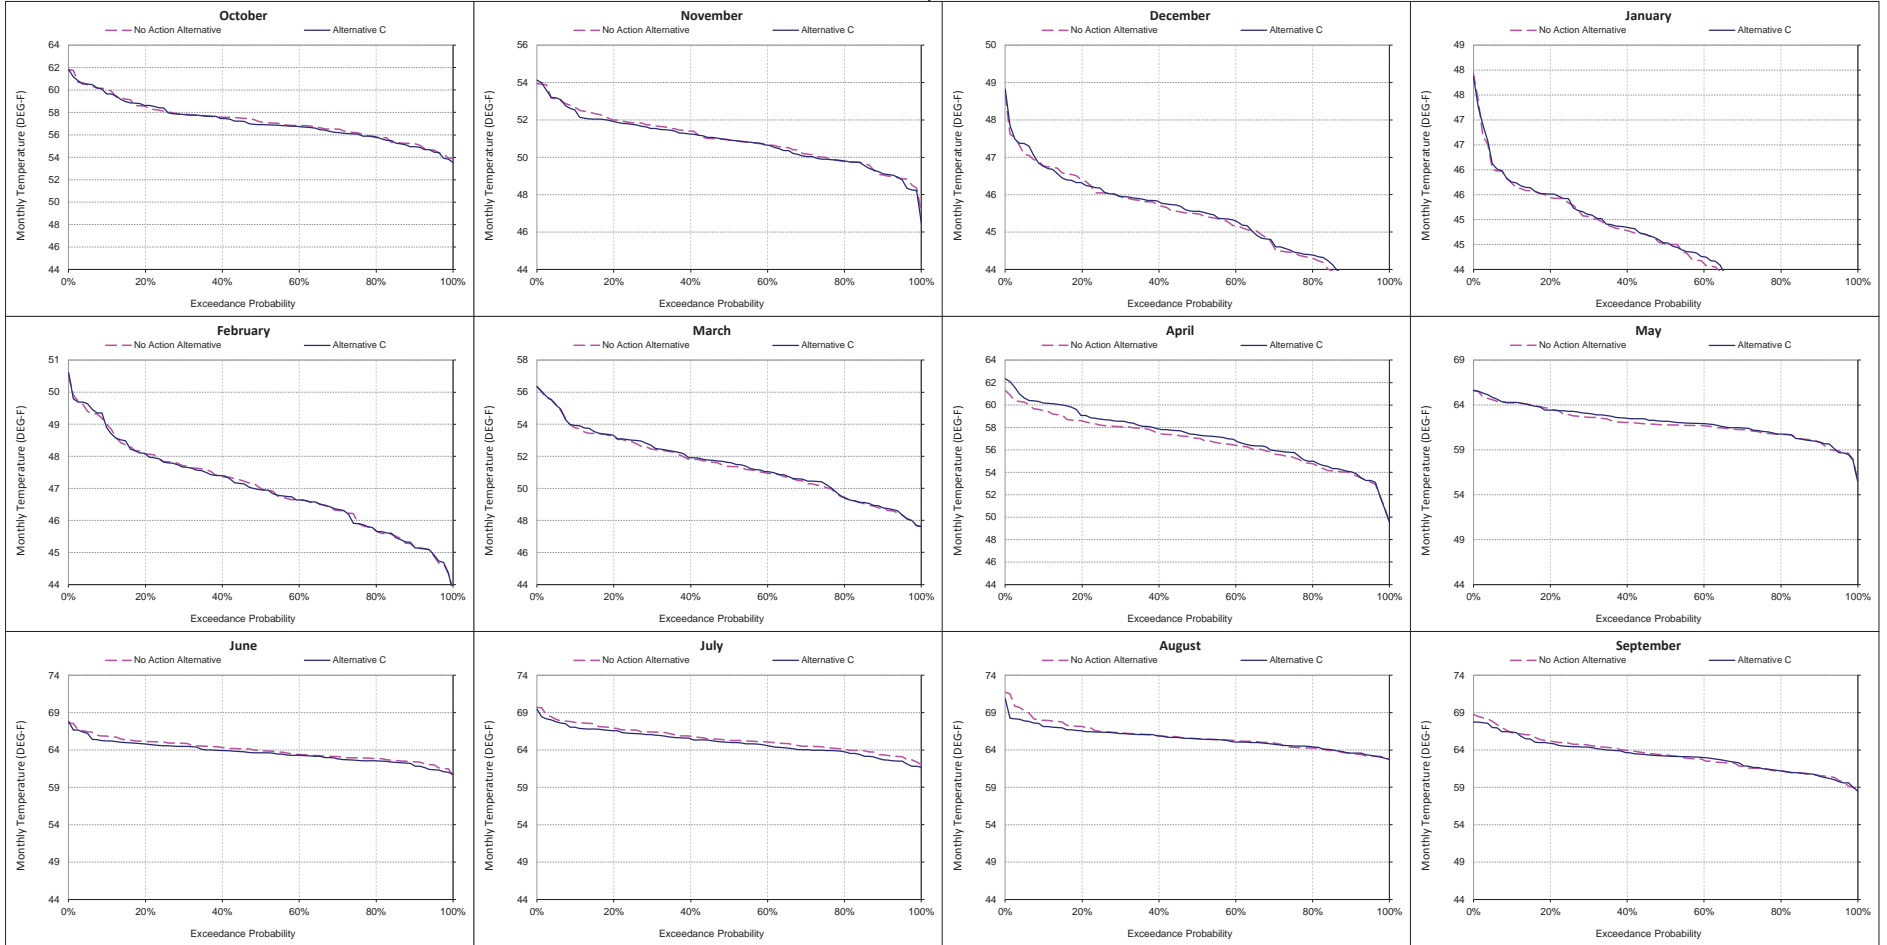 October
No Action Alternative Alternative C
Monthly Temperature (DEG-F)
64
62
60
58
56
54
52
50
48
46
44
0% 20% 40% 60% 80% 100%
Exceedance Probability
November
No Action Alternative Alternative C
Monthly Temperature (DEG-F)
56
54
52
50
48
46
44
0% 20% 40% 60% 80% 100%
Exceedance Probability
December
No Action Alternative Alternative C
Monthly Temperature (DEG-F)
50
49
48
47
46
45
44
0% 20% 40% 60% 80% 100%
Exceedance Probability
January
No Action Alternative Alternative C
Monthly Temperature (DEG-F)
49
48
48
47
47
46
46
45
45
44
0% 20% 40% 60% 80% 100%
Exceedance Probability
February
No Action Alternative Alternative C
Monthly Temperature (DEG-F)
51
50
49
48
47
46
45
44
0% 20% 40% 60% 80% 100%
Exceedance Probability
March
No Action Alternative Alternative C
Monthly Temperature (DEG-F)
58
56
54
52
50
48
46
44
0% 20% 40% 60% 80% 100%
Exceedance Probability
April
No Action Alternative Alternative C
Monthly Temperature (DEG-F)
64
62
60
58
56
54
52
50
48
46
44
0% 20% 40% 60% 80% 100%
Exceedance Probability
May
No Action Alternative Alternative C
Monthly Temperature (DEG-F)
69
64
59
54
49
44
0% 20% 40% 60% 80% 100%
Exceedance Probability
June
No Action Alternative Alternative C
Monthly Temperature (DEG-F)
74
69
64
59
54
49
44
0% 20% 40% 60% 80% 100%
Exceedance Probability
July
No Action Alternative Alternative C
Monthly Temperature (DEG-F)
74
69
64
59
54
49
44
0% 20% 40% 60% 80% 100%
Exceedance Probability
August
No Action Alternative Alternative C
Monthly Temperature (DEG-F)
74
69
64
59
54
49
44
0% 20% 40% 60% 80% 100%
Exceedance Probability
September
No Action Alternative Alternative C
Monthly Temperature (DEG-F)
74
69
64
59
54
49
44
0% 20% 40% 60% 80% 100%
Exceedance Probability